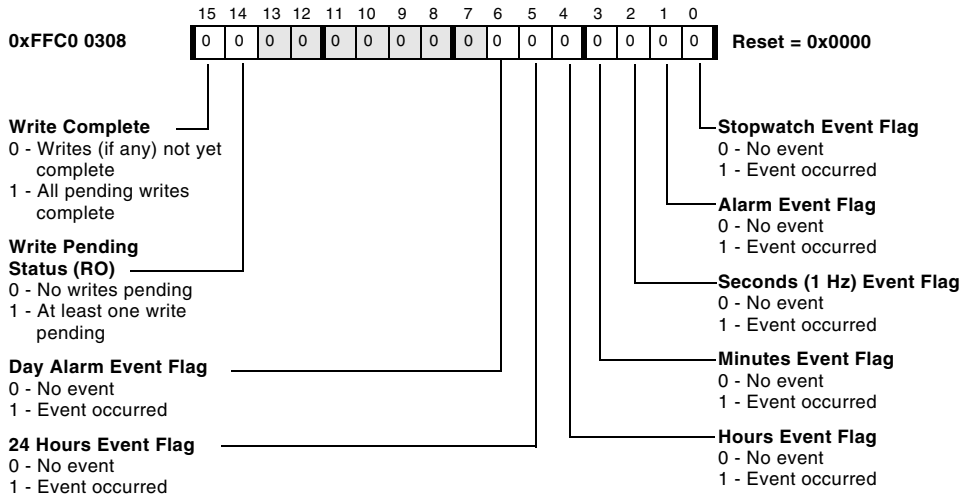 15 14 13 12 11 10 9 8 7 6 5 4 3 2 1 0
0xFFC0 0308
0 0 0 0 0 0 0 0 0 0 0 0 0 0 0 0
Reset = 0x0000
Write Complete
0 - Writes (if any) not yet
complete
1 - All pending writes
complete
Write Pending
Status (RO)
0 - No writes pending
1 - At least one write
pending
Day Alarm Event Flag
0 - No event
1 - Event occurred
24 Hours Event Flag
0 - No event
1 - Event occurred
Stopwatch Event Flag
0 - No event
1 - Event occurred
Alarm Event Flag
0 - No event
1 - Event occurred
Seconds (1 Hz) Event Flag
0 - No event
1 - Event occurred
Minutes Event Flag
0 - No event
1 - Event occurred
Hours Event Flag
0 - No event
1 - Event occurred